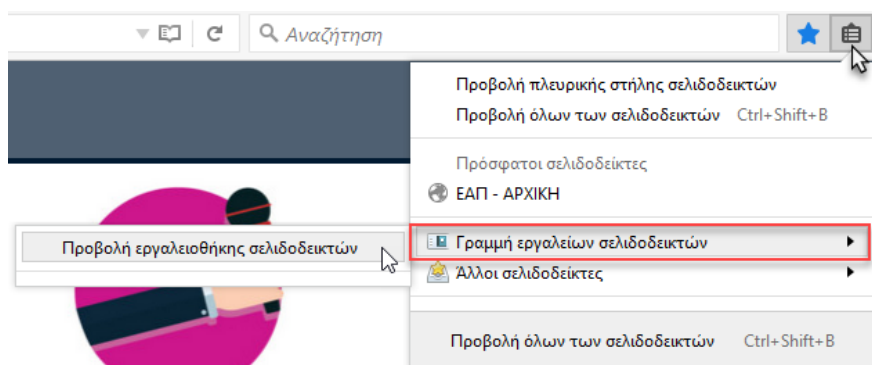 Αναζήτηση
Προβολή πλευρικής στήλης σελιδοδεικτών
Προβολή όλων των σελιδοδεικτών Ctrl+Shift+B
Πρόσφατοι σελιδοδείκτες
ΕΑΠ - ΑΡΧΙΚΗ
Προβολή εργαλειοθήκης σελιδοδεικτών
Γραμμή εργαλείων σελιδοδεικτών
Άλλοι σελιδοδείκτες
Προβολή όλων των σελιδοδεικτών Ctrl+Shift+B